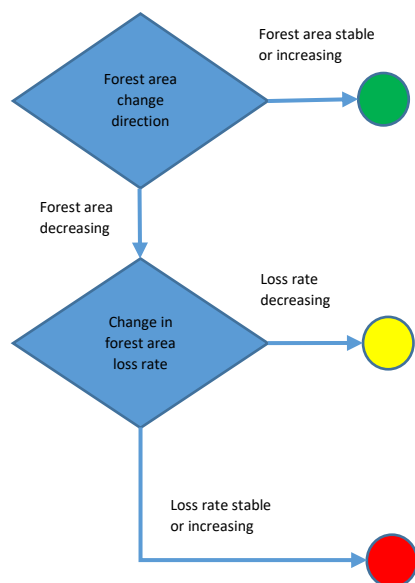 Forest area stable
or increasing
Forest area
change
direction
Forest area
decreasing
Loss rate
decreasing
Change in
forest area
loss rate
Loss rate stable
or increasing